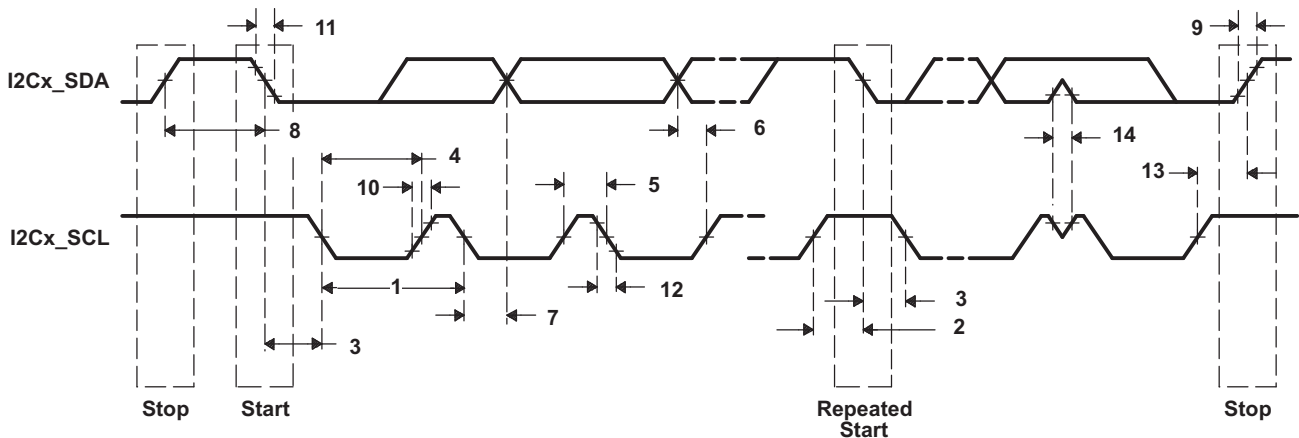 11
9
I2Cx_SDA
8
6
14
4
10
5
13
I2Cx_SCL
1
12
7
3
2
3
Stop
Start
Repeated
Start
Stop